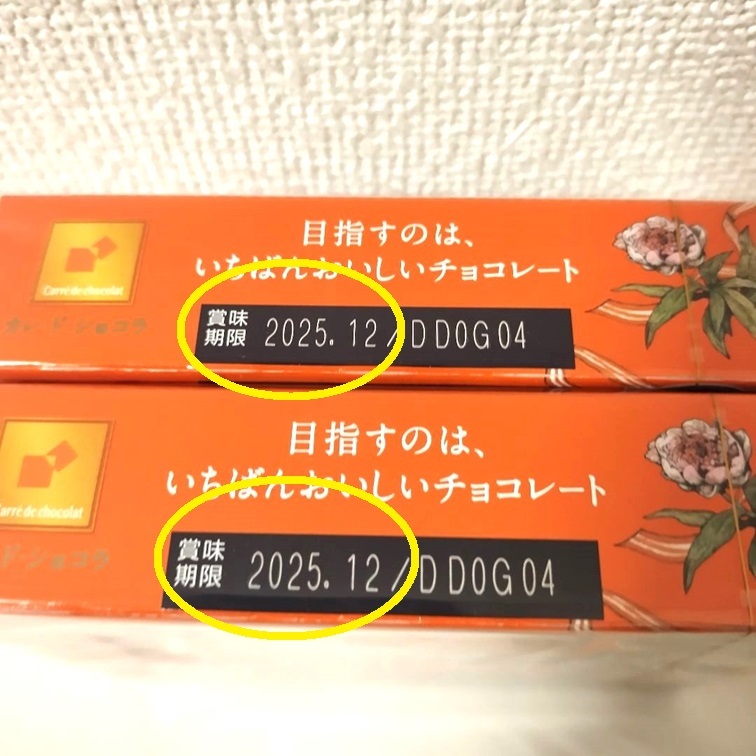 目指すのは、
いちばんおいしいチョコレート
Carré de chocolat
カレ・ド・ショコラ
賞味
期限 2025.12/DD0G04
目指すのは、
いちばんおいしいチョコレート
Carré de chocolat
ド・ショコラ
賞味
期限 2025.12/DD0G04